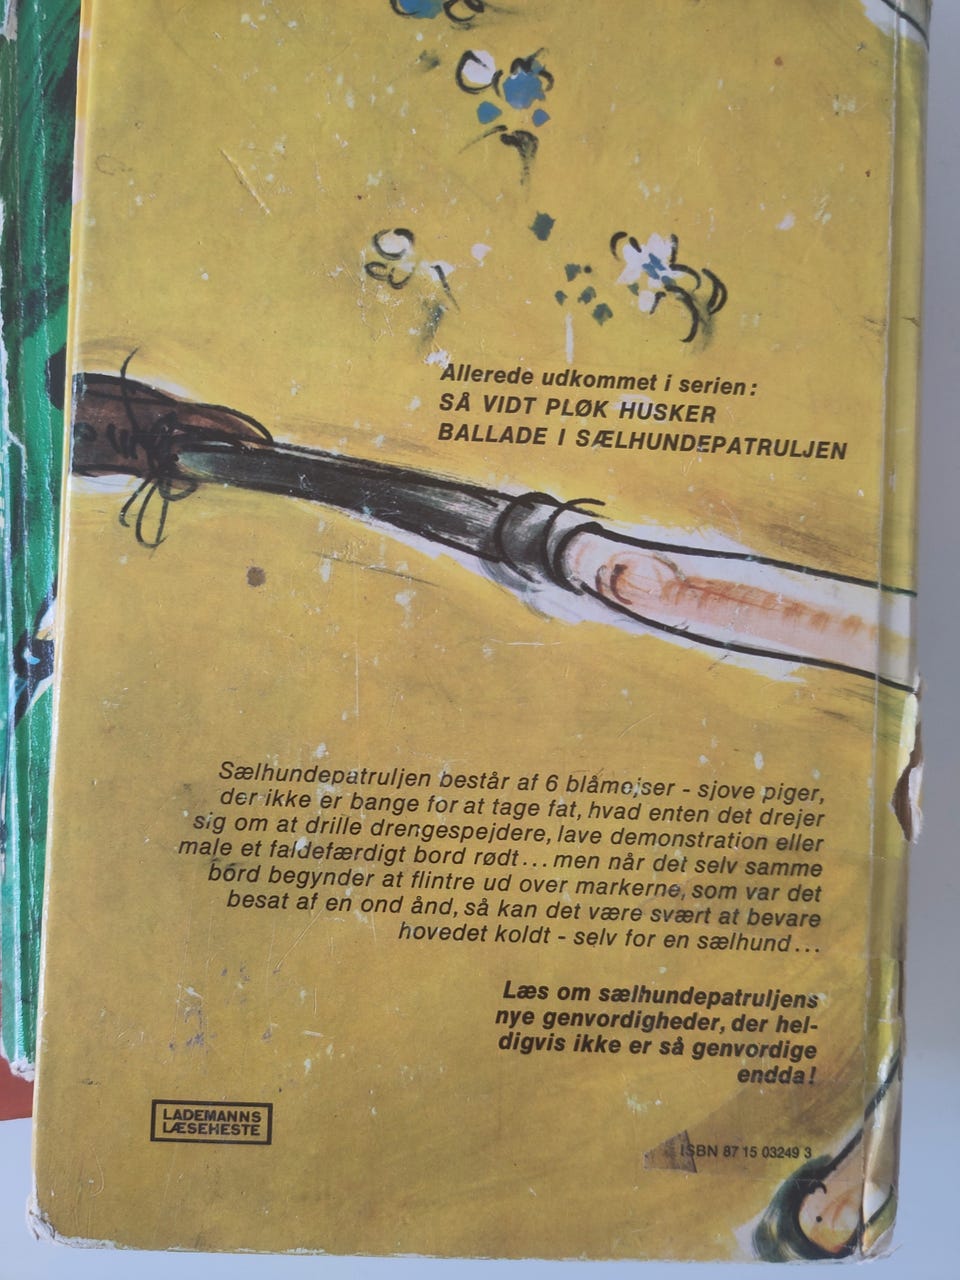 Allerede udkommet i serien:
SÅ VIDT PLØK HUSKER
BALLADE I SÆLHUNDEPATRULJEN
Sælhundepatruljen består af 6 blåmejser - sjove piger,
der ikke er bange for at tage fat, hvad enten det drejer
sig om at drille drengespejdere, lave demonstration eller
male et faldefærdigt bord rødt... men når det selv samme
bord begynder at flintre ud over markerne, som var det
besat af en ond ånd, så kan det være svært at bevare
hovedet koldt - selv for en sælhund...
Læs om sælhundepatruljens
nye genvordigheder, der hel-
digvis ikke er så genvordige
endda!
LADEMANNS
LÆSEHESTE
ISBN 87 15 03249 3